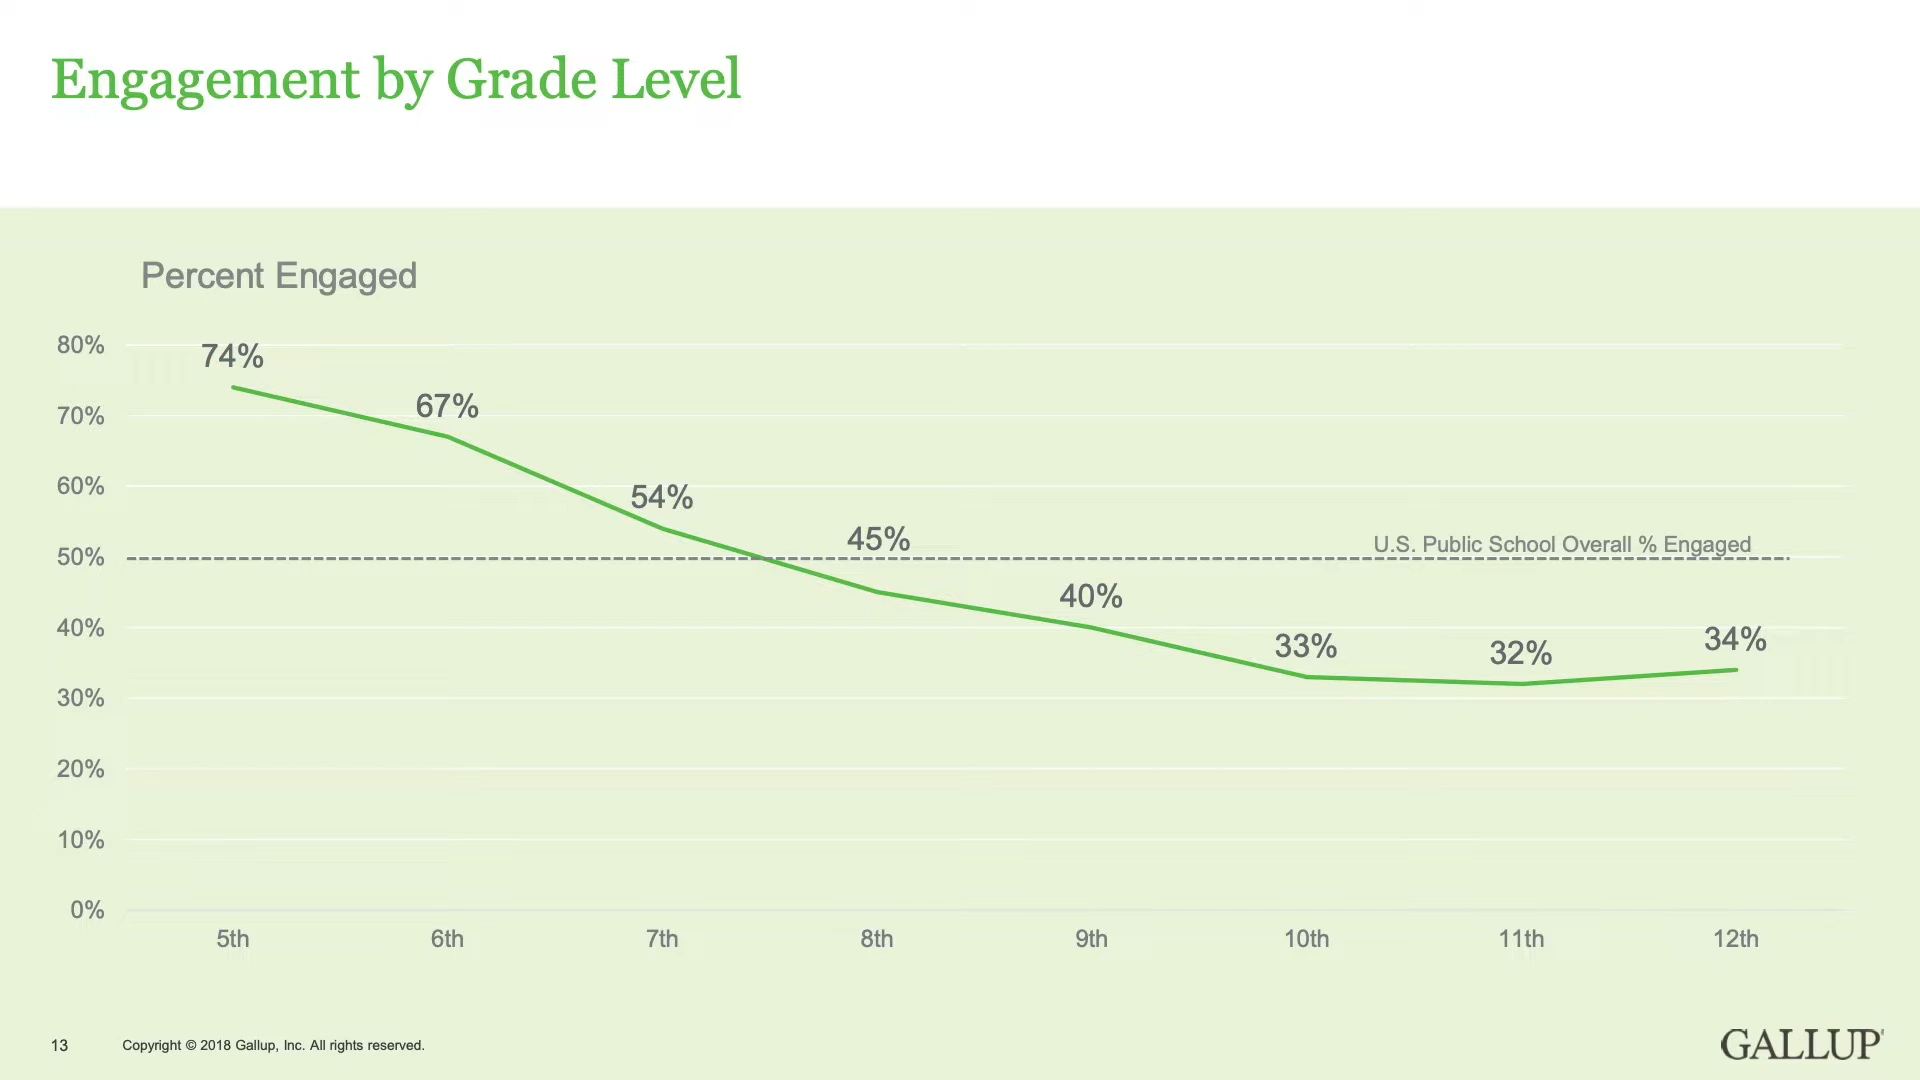 Engagement by Grade Level
Percent Engaged
80%
74%
67%
70%
60%
54%
50%
45%
U.S. Public School Overall % Engaged
40%
40%
33%
32%
34%
30%
20%
10%
0%
5th 6th 7th 8th 9th 10th 11th 12th
13 Copyright © 2018 Gallup, Inc. All rights reserved.
GALLUP®